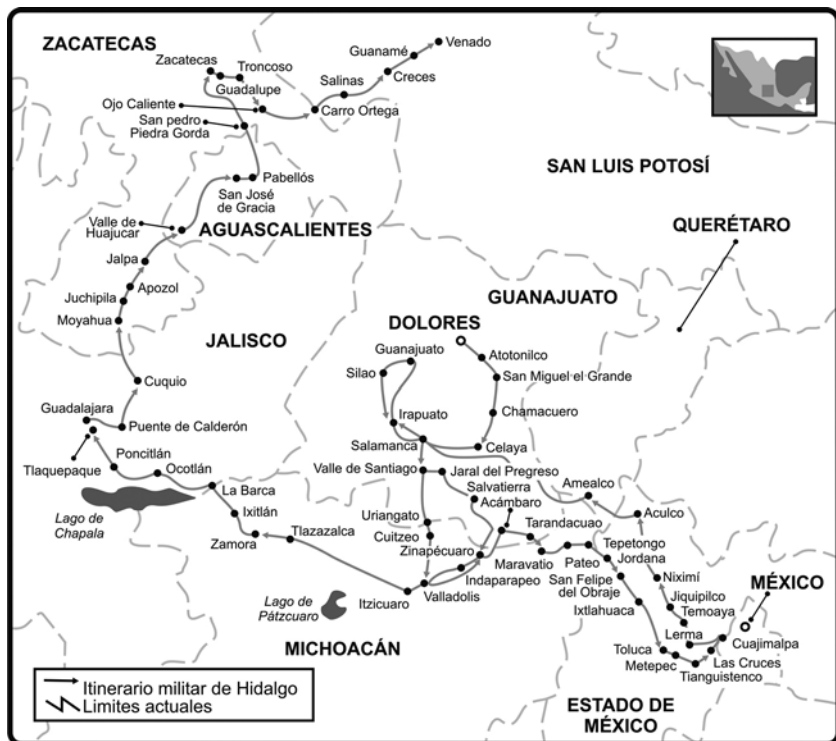 ZACATECAS
Zacatecas
Troncoso
Guadalupe
Guanamé
Venado
Salinas
Creces
Ojo Caliente
Carro Ortega
San pedro
Piedra Gorda
Pabellós
San José
de Gracia
SAN LUIS POTOSÍ
Valle de
Huajucar
AGUASCALIENTES
QUERÉTARO
Jalpa
Apozol
Juchipila
Moyahua
GUANAJUATO
DOLORES
JALISCO
Guanajuato
Atotonilco
Silao
San Miguel el Grande
Cuquio
Chamacuero
Guadalajara
Irapuato
Puente de Calderón
Salamanca
Celaya
Tlaquepaque
Poncitlán
Ocotlán
Valle de Santiago
Jaral del Pregreso
Salvatierra
Amealco
La Barca
Acámbaro
Aculco
Lago de
Chapala
Ixitlán
Uriangato
Tarandacuao
Cuitzeo
Zamora
Tlazazalca
Zinapécuaro
Tepetongo
Jordana
Maravatio
Pateo
Indaparapeo
San Felipe
del Obraje
Niximí
MÉXICO
Itzicuaro
Valladolis
Jiquipilco
Lago de
Pátzcuaro
Ixtlahuaca
Temoaya
Lerma
Cuajimalpa
MICHOACÁN
Toluca
Metepec
Las Cruces
Tianguistenco
Itinerario militar de Hidalgo
Limites actuales
ESTADO DE
MÉXICO